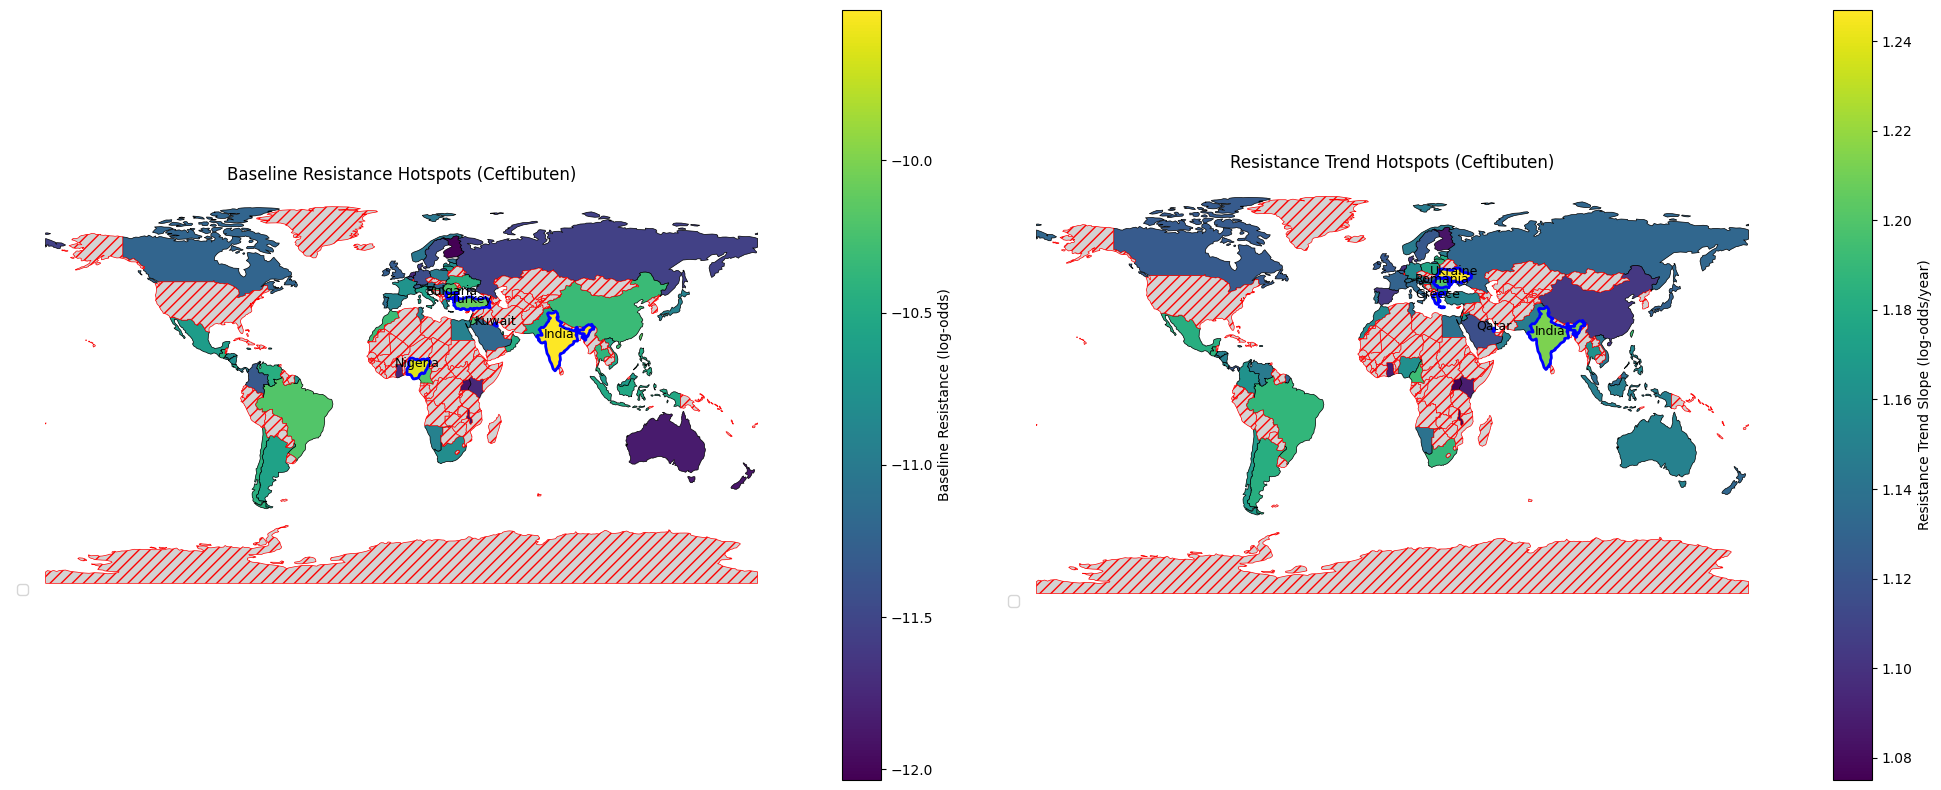 Baseline Resistance Hotspots (Ceftibuten)
Bulgaria
Turkey
Kuwait
India
Nigeria
−10.0
−10.5
−11.0
−11.5
−12.0
Baseline Resistance (log-odds)
Resistance Trend Hotspots (Ceftibuten)
Ukraine
Romania
Greece
Qatar
India
1.24
1.22
1.20
1.18
1.16
1.14
1.12
1.10
1.08
Resistance Trend Slope (log-odds/year)